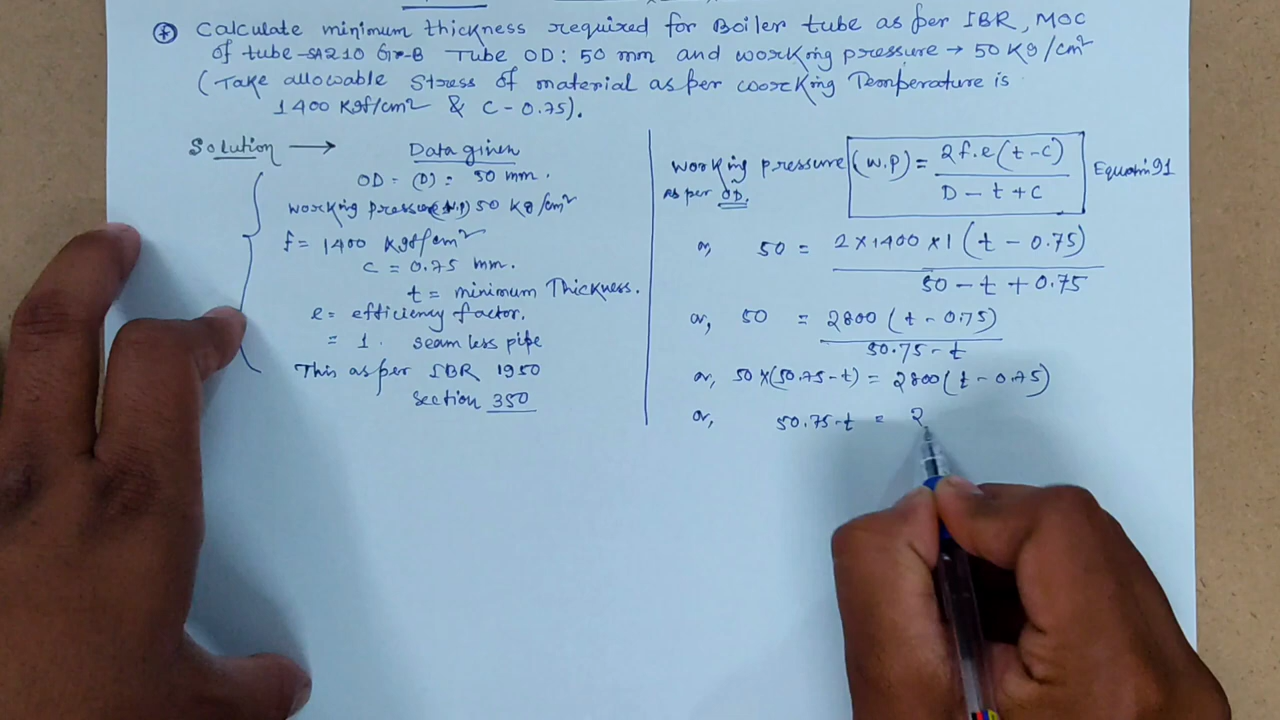 Calculate minimum thickness required for Boiler tube as per IBR, MOC
of tube-SA210 Gr-B Tube OD: 50 mm and working pressure → 50 Kg/cm²
(Take allowable Stress of material as per woorking Temperature is
1400 Kgf/cm² & C - 0.75).
Solution →
Data given
OD = (D) = 50 mm.
working pressure (w.p) 50 Kg/cm²
f = 1400 Kgf/cm²
C = 0.75 mm.
t = minimum Thickness.
e = efficiency factor.
= 1. seam less pipe
This as per IBR 1950
section 350
working pressure (w.p) = 2f.e(t-c) / D - t + c
as per OD.
or, 50 = 2×1400×1(t - 0.75) / 50 - t + 0.75
or, 50 = 2800(t - 0.75) / 50.75 - t
or, 50×(50.75-t) = 2800(t - 0.75)
or, 50.75-t = 2